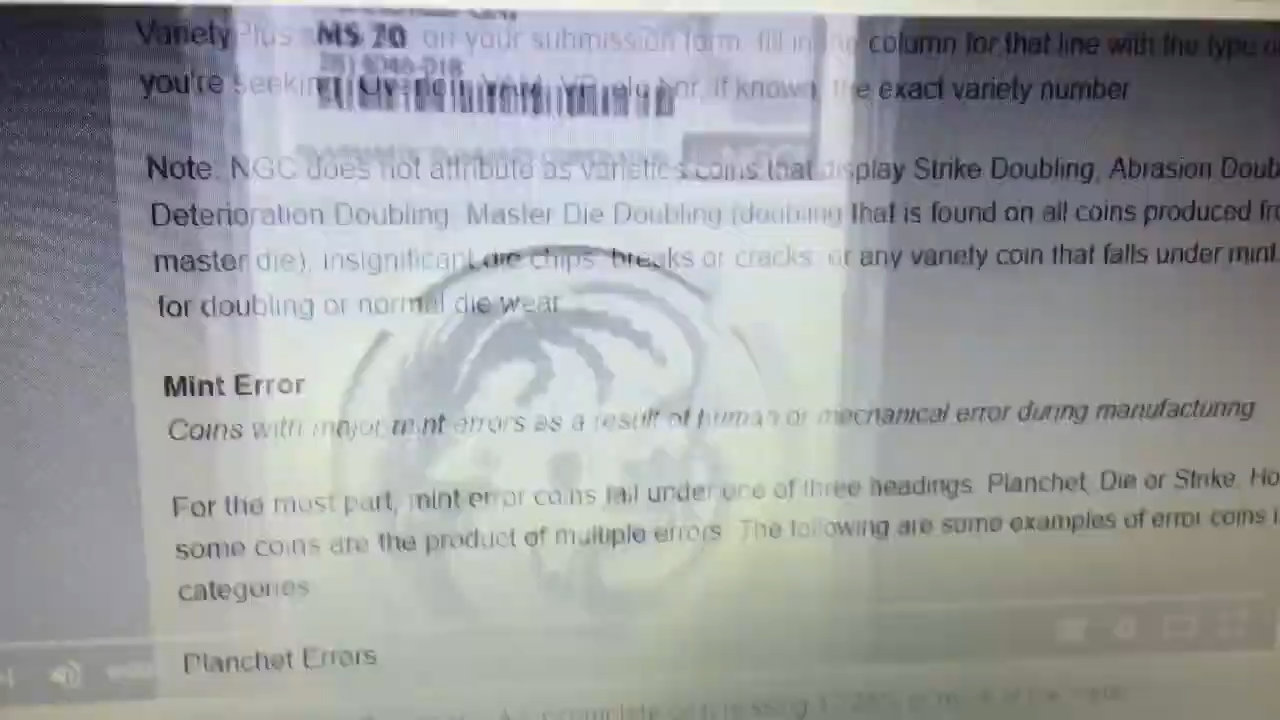 Variety Plus MS 70 on your submission form, fill in the column for that line with the type
you're seeking VAM, VP, etc.) or, if known, the exact variety number
Note: NGC does not attribute as varieties coins that display Strike Doubling, Abrasion Doub
Deterioration Doubling, Master Die Doubling (doubling that is found on all coins produced fr
master die), insignificant die chips, breaks or cracks, or any variety coin that falls under mint
for doubling or normal die wear
Mint Error
Coins with major mint errors as a result of human or mechanical error during manufacturing
For the most part, mint error coins fall under one of three headings: Planchet, Die or Strike. Ho
some coins are the product of multiple errors. The following are some examples of error coins i
categories
Planchet Errors